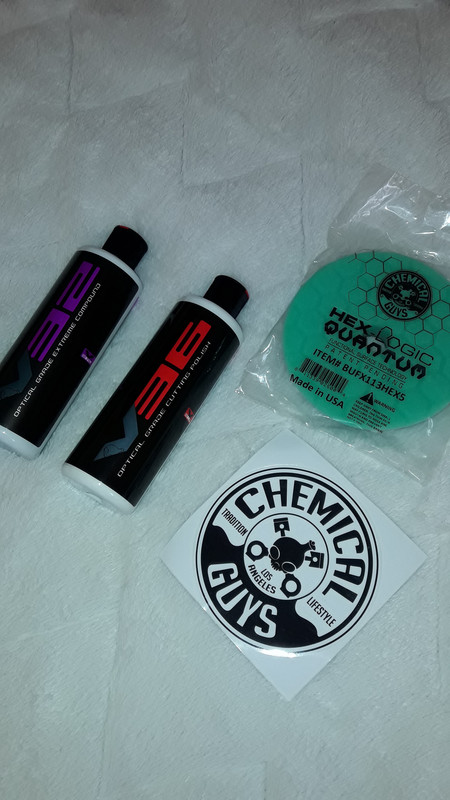 V32
OPTICAL GRADE EXTREME COMPOUND
V36
OPTICAL GRADE CUTTING POLISH
CHEMICAL
GUYS
HEX-LOGIC
QUANTUM
ITEM# BUFX113HEX5
Made in USA
WARNING
CHEMICAL
TRADITION
LOS
ANGELES
LIFESTYLE
GUYS